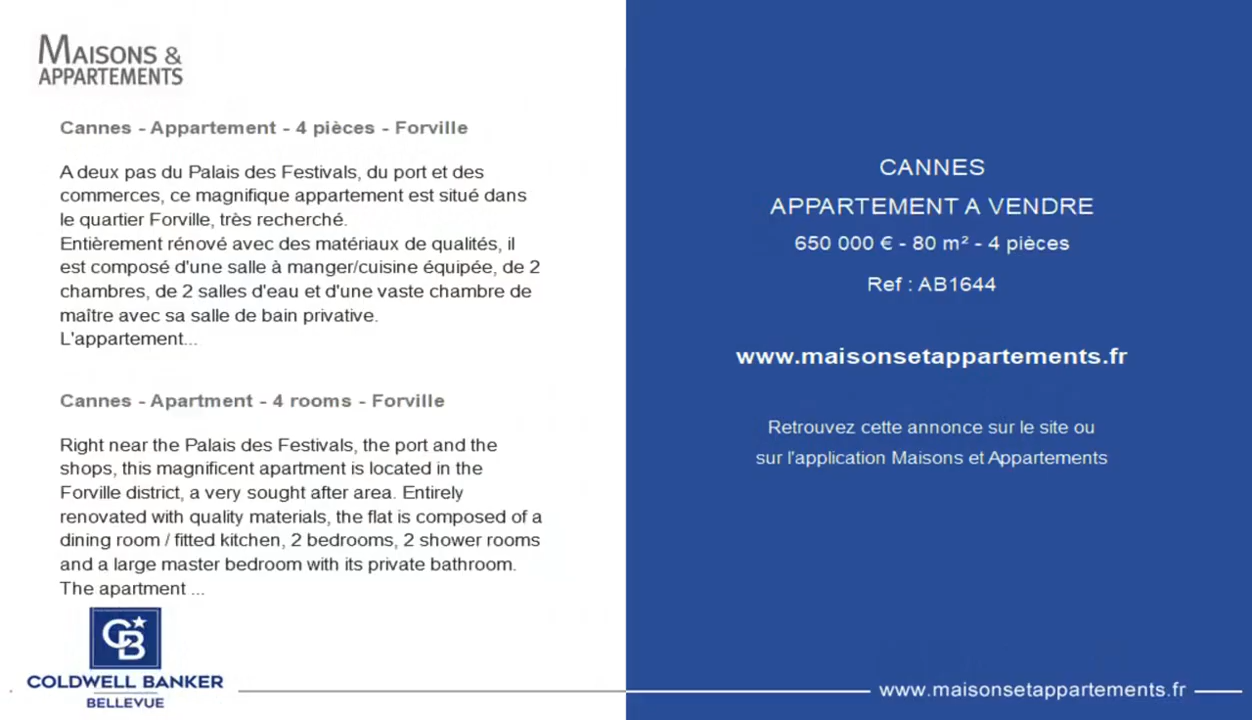 MAISONS &
APPARTEMENTS
Cannes - Appartement - 4 pièces - Forville
A deux pas du Palais des Festivals, du port et des
commerces, ce magnifique appartement est situé dans
le quartier Forville, très recherché.
Entièrement rénové avec des matériaux de qualités, il
est composé d'une salle à manger/cuisine équipée, de 2
chambres, de 2 salles d'eau et d'une vaste chambre de
maître avec sa salle de bain privative.
L'appartement...
Cannes - Apartment - 4 rooms - Forville
Right near the Palais des Festivals, the port and the
shops, this magnificent apartment is located in the
Forville district, a very sought after area. Entirely
renovated with quality materials, the flat is composed of a
dining room / fitted kitchen, 2 bedrooms, 2 shower rooms
and a large master bedroom with its private bathroom.
The apartment ...
CB
COLDWELL BANKER
BELLEVUE
CANNES
APPARTEMENT A VENDRE
650 000 € - 80 m² - 4 pièces
Ref : AB1644
www.maisonsetappartements.fr
Retrouvez cette annonce sur le site ou
sur l'application Maisons et Appartements
www.maisonsetappartements.fr